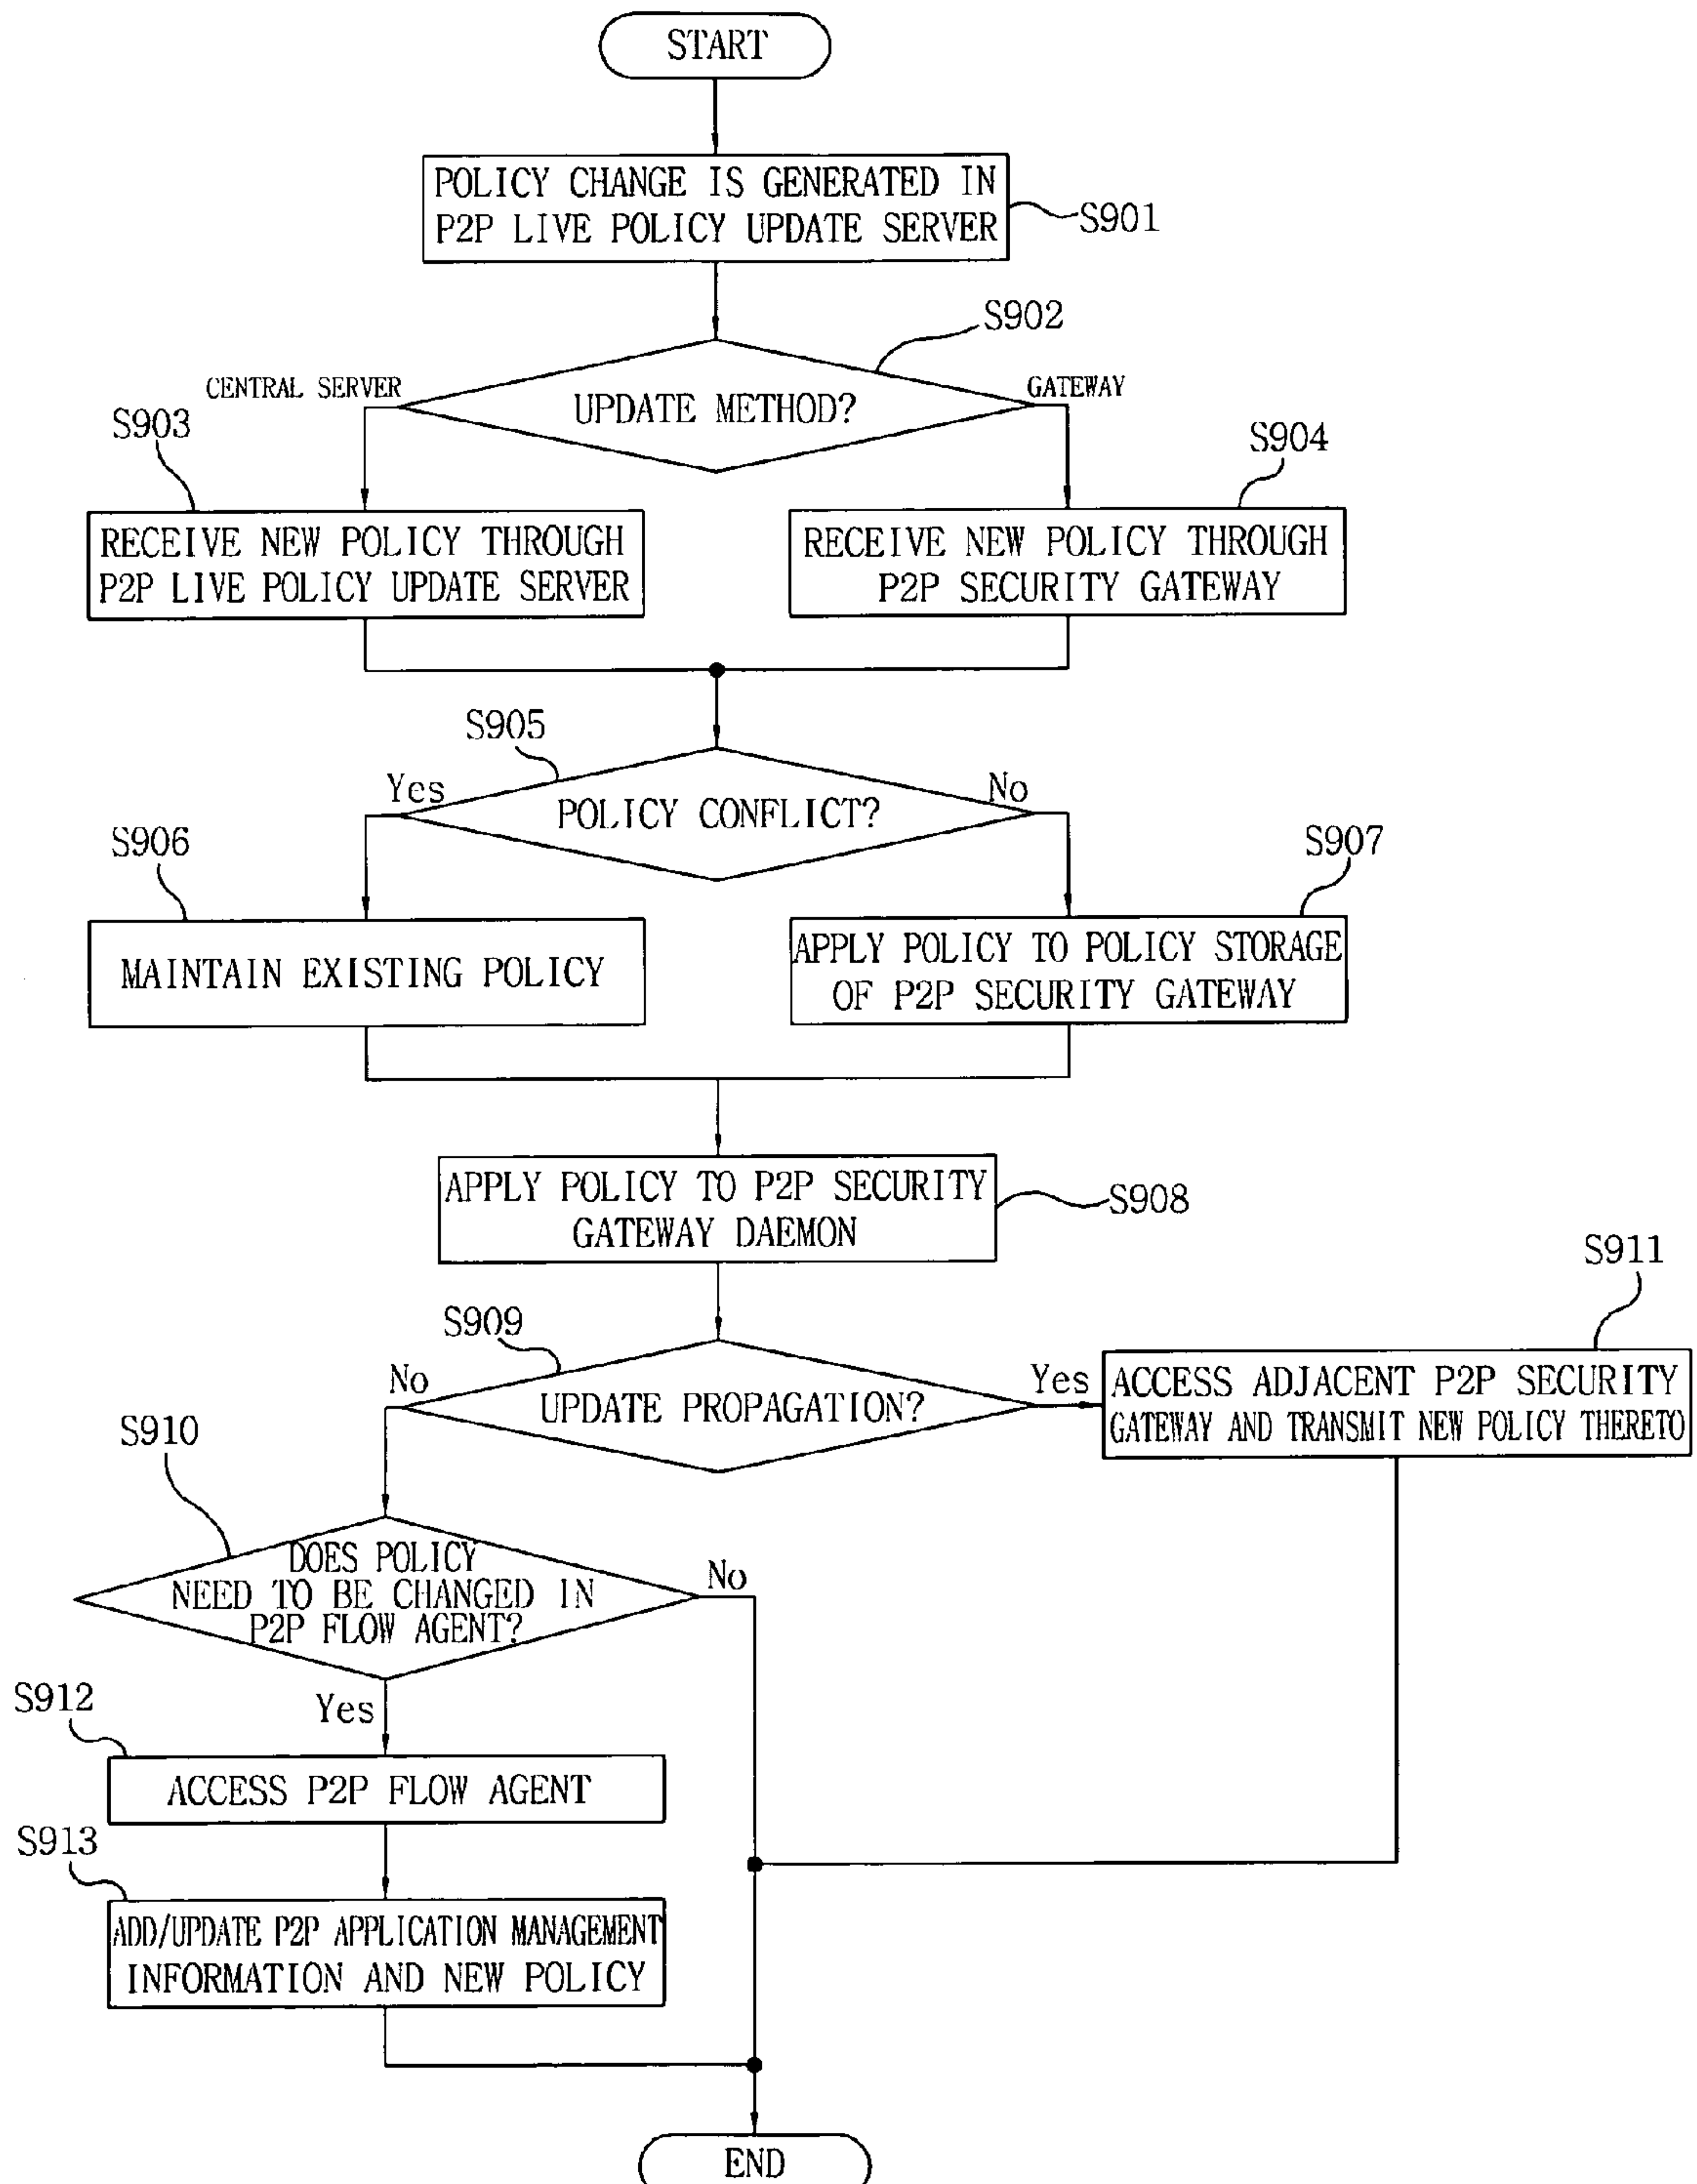 START
POLICY CHANGE IS GENERATED IN
P2P LIVE POLICY UPDATE SERVER
S901
S902
CENTRAL SERVER
GATEWAY
UPDATE METHOD?
S903
S904
RECEIVE NEW POLICY THROUGH
P2P LIVE POLICY UPDATE SERVER
RECEIVE NEW POLICY THROUGH
P2P SECURITY GATEWAY
S905
Yes
No
POLICY CONFLICT?
S906
S907
MAINTAIN EXISTING POLICY
APPLY POLICY TO POLICY STORAGE
OF P2P SECURITY GATEWAY
APPLY POLICY TO P2P SECURITY
GATEWAY DAEMON
S908
S911
S909
No
Yes
UPDATE PROPAGATION?
ACCESS ADJACENT P2P SECURITY
GATEWAY AND TRANSMIT NEW POLICY THERETO
S910
DOES POLICY
NEED TO BE CHANGED IN
P2P FLOW AGENT?
No
Yes
S912
ACCESS P2P FLOW AGENT
S913
ADD/UPDATE P2P APPLICATION MANAGEMENT
INFORMATION AND NEW POLICY
END